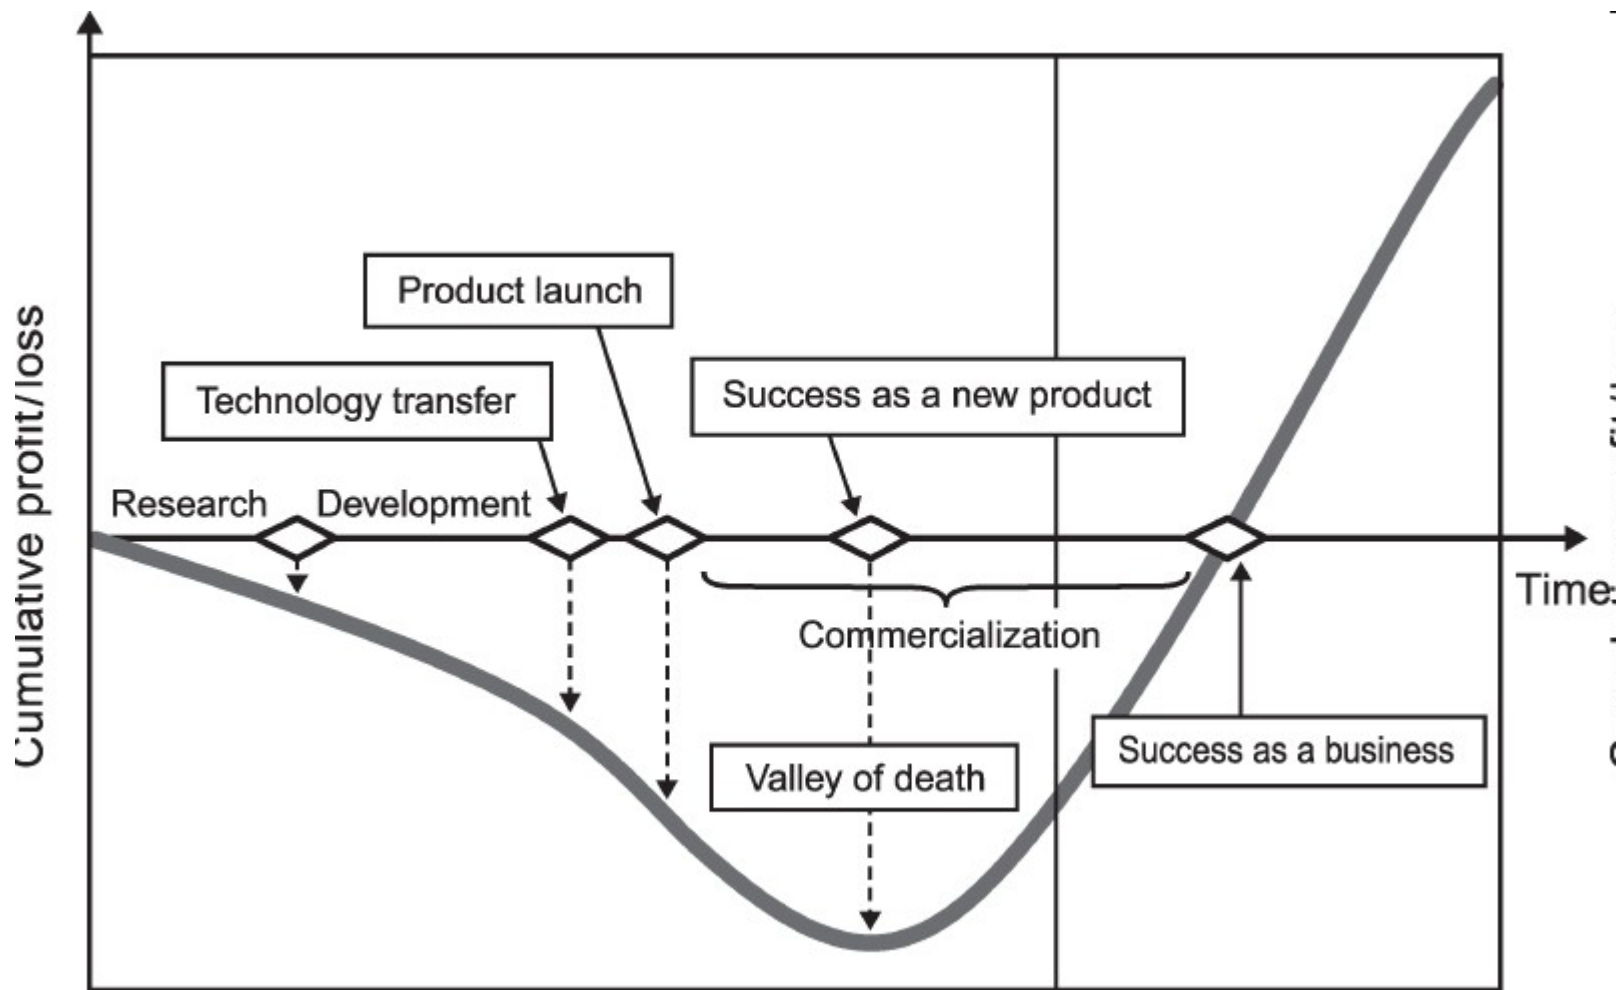 Cumulative profit/loss
Product launch
Technology transfer
Success as a new product
Research
Development
Time
Commercialization
Success as a business
Valley of death